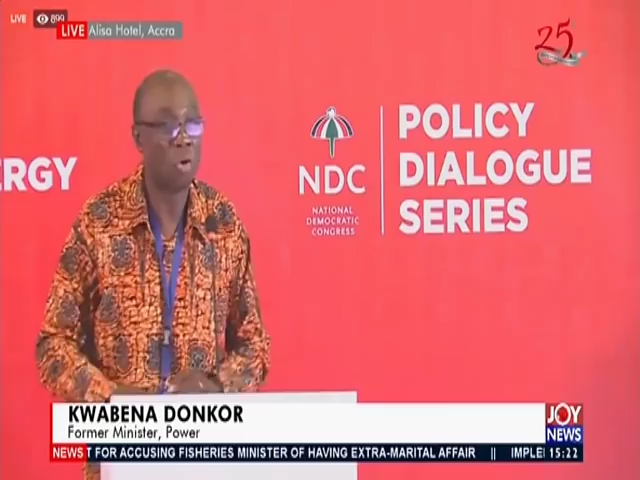 LIVE 899
LIVE Alisa Hotel, Accra
25
ERGY
NDC
NATIONAL
DEMOCRATIC
CONGRESS
POLICY
DIALOGUE
SERIES
KWABENA DONKOR
Former Minister, Power
JOY
NEWS
NEWS T FOR ACCUSING FISHERIES MINISTER OF HAVING EXTRA-MARITAL AFFAIR || IMPLE 15:22